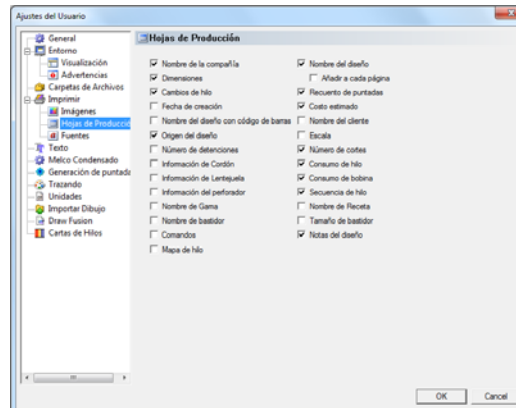 Ajustes del Usuario
General
Entorno
Visualización
Advertencias
Carpetas de Archivos
Imprimir
Imágenes
Hojas de Producció
Fuentes
Texto
Melco Condensado
Generación de puntada
Trazando
Unidades
Importar Dibujo
Draw Fusion
Cartas de Hilos
Hojas de Producción
Nombre de la compañía Nombre del diseño
Dimensiones Añadir a cada página
Cambios de hilo Recuento de puntadas
Fecha de creación Costo estimado
Nombre del diseño con código de barras Nombre del cliente
Origen del diseño Escala
Número de detenciones Número de cortes
Información de Cordón Consumo de hilo
Información de Lentejuela Consumo de bobina
Información del perforador Secuencia de hilo
Nombre de Gama Nombre de Receta
Nombre de bastidor Tamaño de bastidor
Comandos Notas del diseño
Mapa de hilo
OK Cancel